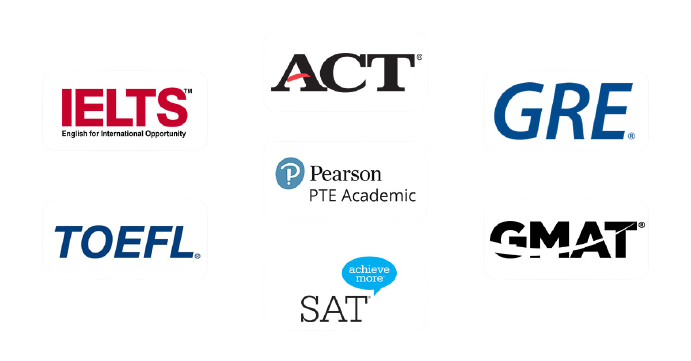 ACT®
IELTS™
English for International Opportunity
GRE®
Pearson
PTE Academic
TOEFL®
GMAT®
achieve
more
SAT